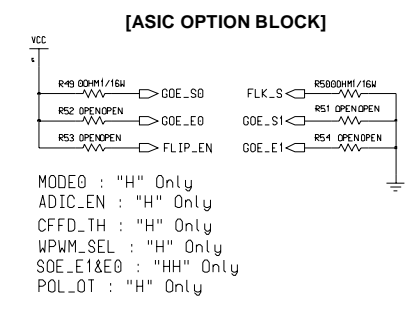 [ASIC OPTION BLOCK]
VCC
R49 0OHM1/16W
GOE_S0
R52 OPENOPEN
GOE_E0
R53 OPENOPEN
FLIP_EN
FLK_S
R500OHM1/16W
GOE_S1
R51 OPENOPEN
GOE_E1
R54 OPENOPEN
MODE0 : "H" Only
ADIC_EN : "H" Only
CFFD_TH : "H" Only
WPWM_SEL : "H" Only
SOE_E1&E0 : "HH" Only
POL_OT : "H" Only